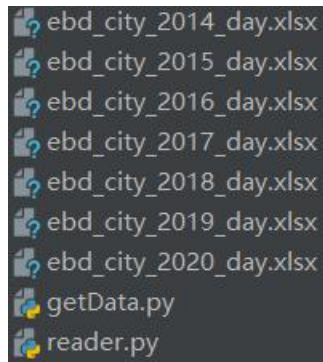 ebd_city_2014_day.xlsx
ebd_city_2015_day.xlsx
ebd_city_2016_day.xlsx
ebd_city_2017_day.xlsx
ebd_city_2018_day.xlsx
ebd_city_2019_day.xlsx
ebd_city_2020_day.xlsx
getData.py
reader.py